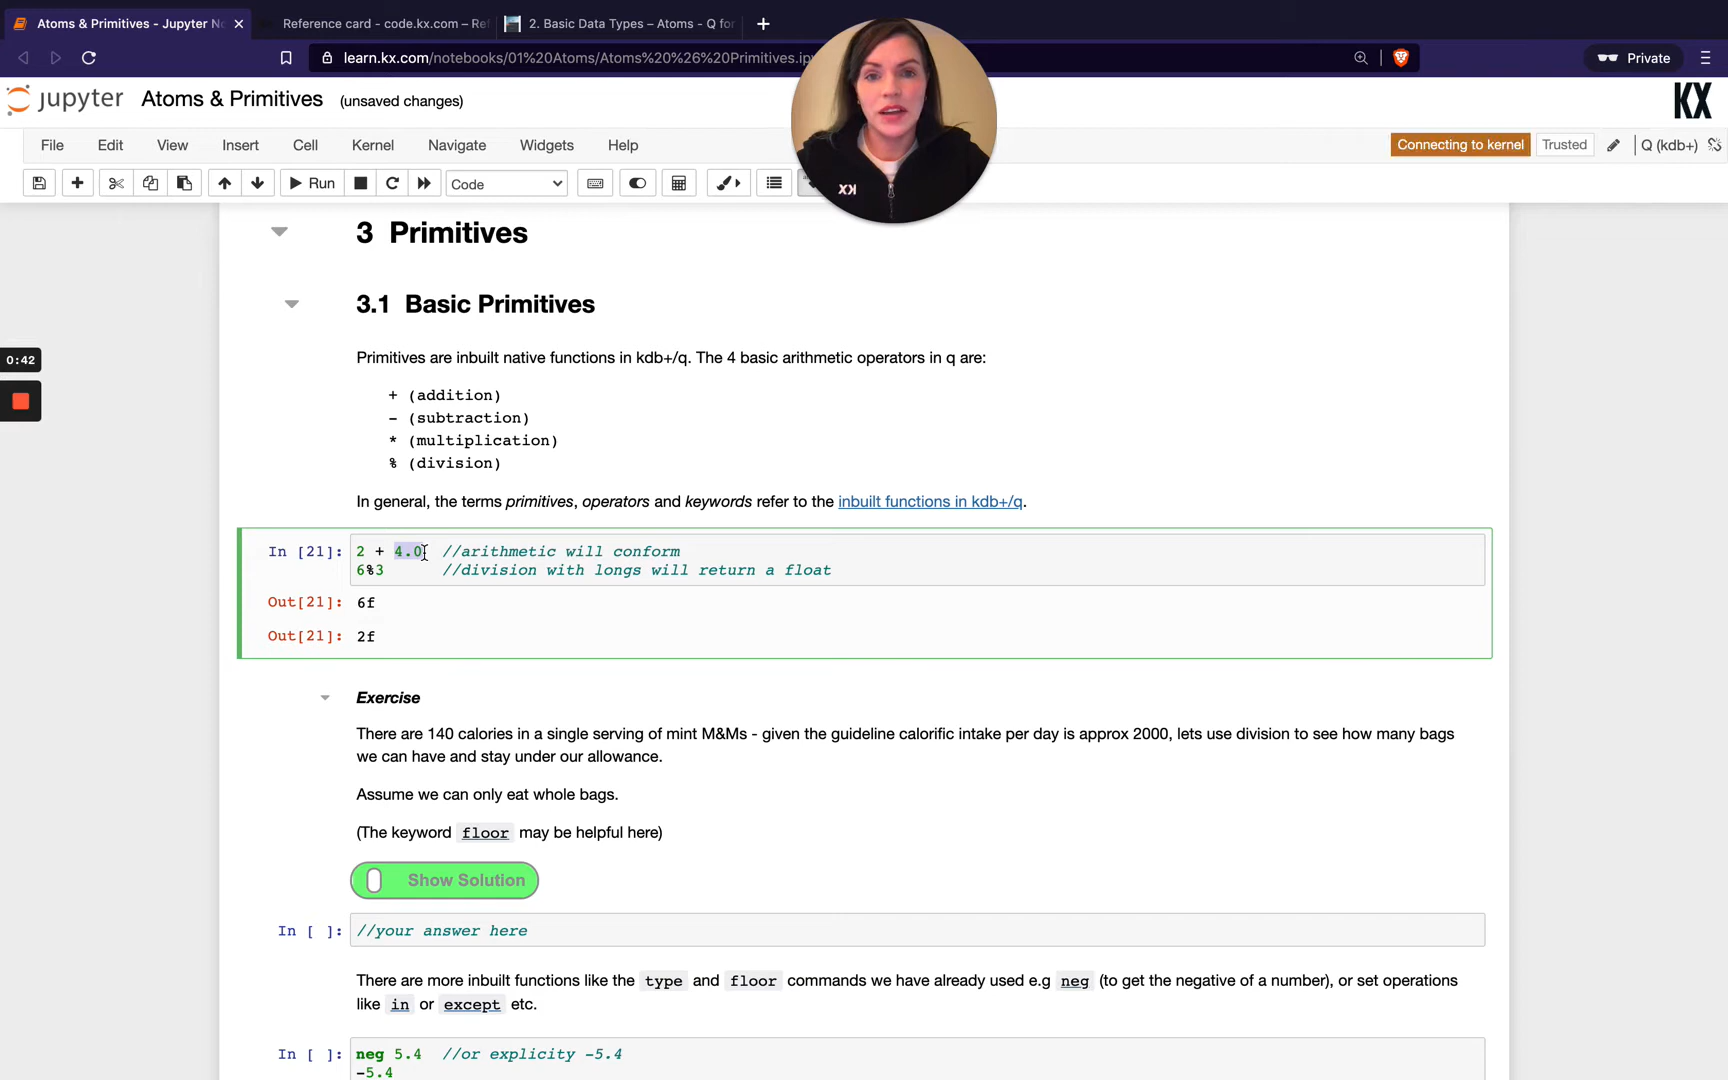 Atoms & Primitives - Jupyter No
Reference card - code.kx.com – Ref
2. Basic Data Types – Atoms - Q for
learn.kx.com/notebooks/01%20Atoms/Atoms%20%26%20Primitives.ip
Private
jupyter
Atoms & Primitives
(unsaved changes)
KX
File
Edit
View
Insert
Cell
Kernel
Navigate
Widgets
Help
Connecting to kernel
Trusted
Q (kdb+)
Run
Code
KX
3 Primitives
3.1 Basic Primitives
0:42
Primitives are inbuilt native functions in kdb+/q. The 4 basic arithmetic operators in q are:
+ (addition)
- (subtraction)
* (multiplication)
% (division)
In general, the terms primitives, operators and keywords refer to the inbuilt functions in kdb+/q.
In [21]: 2 + 4.0 //arithmetic will conform
6%3 //division with longs will return a float
Out[21]: 6f
Out[21]: 2f
Exercise
There are 140 calories in a single serving of mint M&Ms - given the guideline calorific intake per day is approx 2000, lets use division to see how many bags
we can have and stay under our allowance.
Assume we can only eat whole bags.
(The keyword floor may be helpful here)
Show Solution
In [ ]: //your answer here
There are more inbuilt functions like the type and floor commands we have already used e.g neg (to get the negative of a number), or set operations
like in or except etc.
In [ ]: neg 5.4 //or explicity -5.4
-5.4